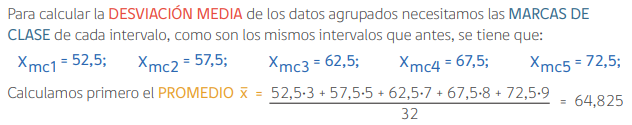 Para calcular la DESVIACIÓN MEDIA de los datos agrupados necesitamos las MARCAS DE
CLASE de cada intervalo, como son los mismos intervalos que antes, se tiene que:
Xmc1 = 52,5; Xmc2 = 57,5; Xmc3 = 62,5; Xmc4 = 67,5; Xmc5 = 72,5;
Calculamos primero el PROMEDIO x̄ = 52,5·3 + 57,5·5 + 62,5·7 + 67,5·8 + 72,5·9 = 64,825
32